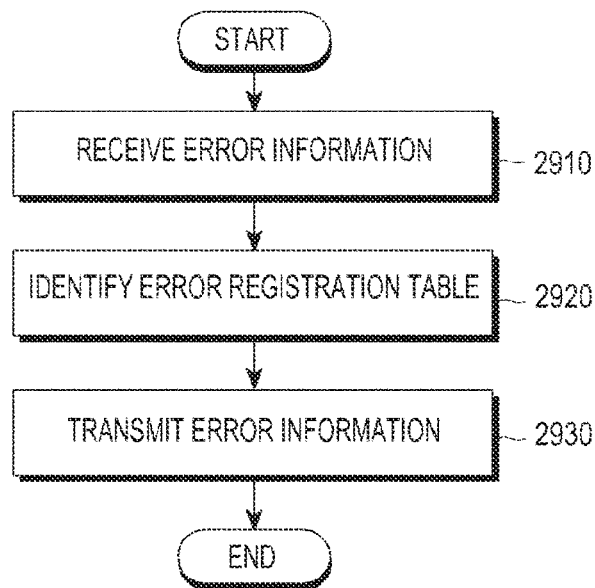 START
RECEIVE ERROR INFORMATION
2910
IDENTIFY ERROR REGISTRATION TABLE
2920
TRANSMIT ERROR INFORMATION
2930
END